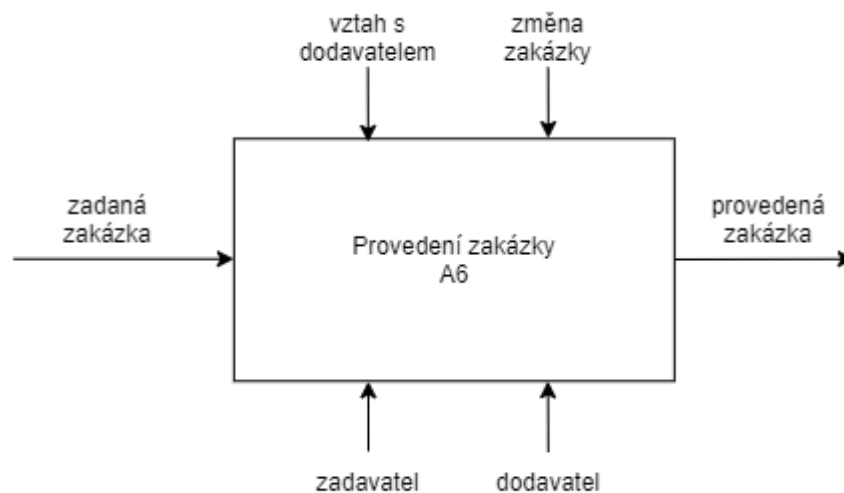 vztah s
dodavatelem
změna
zakázky
zadaná
zakázka
Provedení zakázky
A6
provedená
zakázka
zadavatel
dodavatel